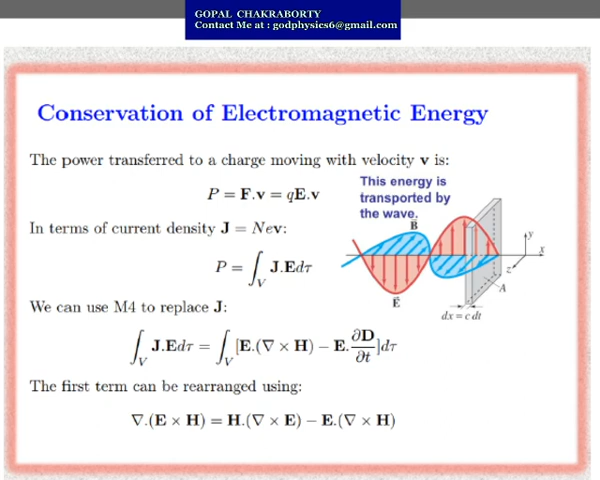 GOPAL CHAKRABORTY
Contact Me at : godphysics6@gmail.com
Conservation of Electromagnetic Energy
The power transferred to a charge moving with velocity v is:
P = F.v = qE.v
This energy is
transported by
the wave.
In terms of current density J = Nev:
P = ∫_V J.Edτ
B⃗
E⃗
y
x
z
A
dx = c dt
We can use M4 to replace J:
∫_V J.Edτ = ∫_V [E.(∇ × H) − E.∂D/∂t]dτ
The first term can be rearranged using:
∇.(E × H) = H.(∇ × E) − E.(∇ × H)